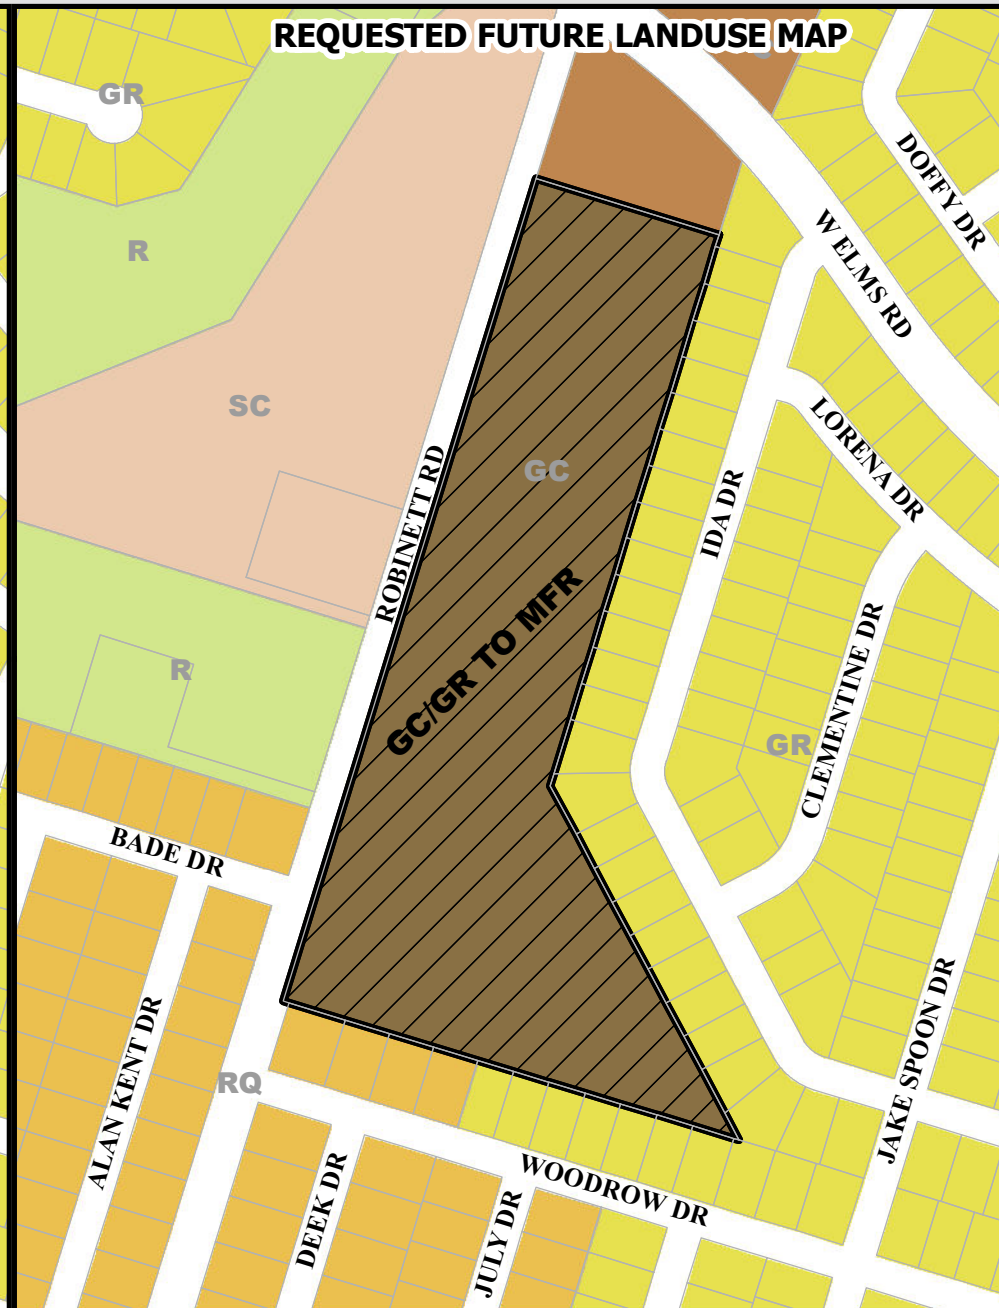 REQUESTED FUTURE LANDUSE MAP
GR
DOFFY DR
R
W ELMS RD
SC
LORENA DR
GC
ROBINETT RD
IDA DR
GC/GR TO MFR
R
CLEMENTINE DR
GR
BADE DR
ALAN KENT DR
JAKE SPOON DR
RQ
WOODROW DR
DEEK DR
JULY DR